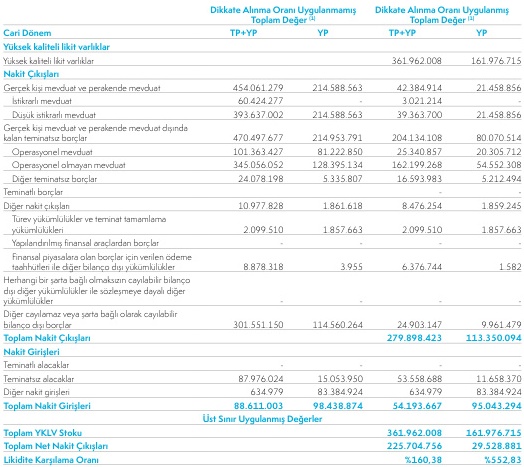 Dikkate Alınma Oranı Uygulanmamış Dikkate Alınma Oranı Uygulanmış
Toplam Değer (1) Toplam Değer (1)
Cari Dönem TP+YP YP TP+YP YP
Yüksek kaliteli likit varlıklar
Yüksek kaliteli likit varlıklar 361.962.008 161.976.715
Nakit Çıkışları
Gerçek kişi mevduat ve perakende mevduat 454.061.279 214.588.563 42.384.914 21.458.856
İstikrarlı mevduat 60.424.277 - 3.021.214 -
Düşük istikrarlı mevduat 393.637.002 214.588.563 39.363.700 21.458.856
Gerçek kişi mevduat ve perakende mevduat dışında
kalan teminatsız borçlar 470.497.677 214.953.791 204.134.108 80.070.514
Operasyonel mevduat 101.363.427 81.222.850 25.340.857 20.305.712
Operasyonel olmayan mevduat 345.056.052 128.395.134 162.199.268 54.552.308
Diğer teminatsız borçlar 24.078.198 5.335.807 16.593.983 5.212.494
Teminatlı borçlar - -
Diğer nakit çıkışları 10.977.828 1.861.618 8.476.254 1.859.245
Türev yükümlülükler ve teminat tamamlama
yükümlülükleri 2.099.510 1.857.663 2.099.510 1.857.663
Yapılandırılmış finansal araçlardan borçlar - - - -
Finansal piyasalara olan borçlar için verilen ödeme
taahhütleri ile diğer bilanço dışı yükümlülükler 8.878.318 3.955 6.376.744 1.582
Herhangi bir şarta bağlı olmaksızın cayılabilir bilanço
dışı diğer yükümlülükler ile sözleşmeye dayalı diğer
yükümlülükler - - - -
Diğer cayılamaz veya şarta bağlı olarak cayılabilir
bilanço dışı borçlar 301.551.150 114.560.264 24.903.147 9.961.479
Toplam Nakit Çıkışları 279.898.423 113.350.094
Nakit Girişleri
Teminatlı alacaklar - - - -
Teminatsız alacaklar 87.976.024 15.053.950 53.558.688 11.658.370
Diğer nakit girişleri 634.979 83.384.924 634.979 83.384.924
Toplam Nakit Girişleri 88.611.003 98.438.874 54.193.667 95.043.294
Üst Sınır Uygulanmış Değerler
Toplam YKLV Stoku 361.962.008 161.976.715
Toplam Net Nakit Çıkışları 225.704.756 29.528.881
Likidite Karşılama Oranı %160,38 %552,83